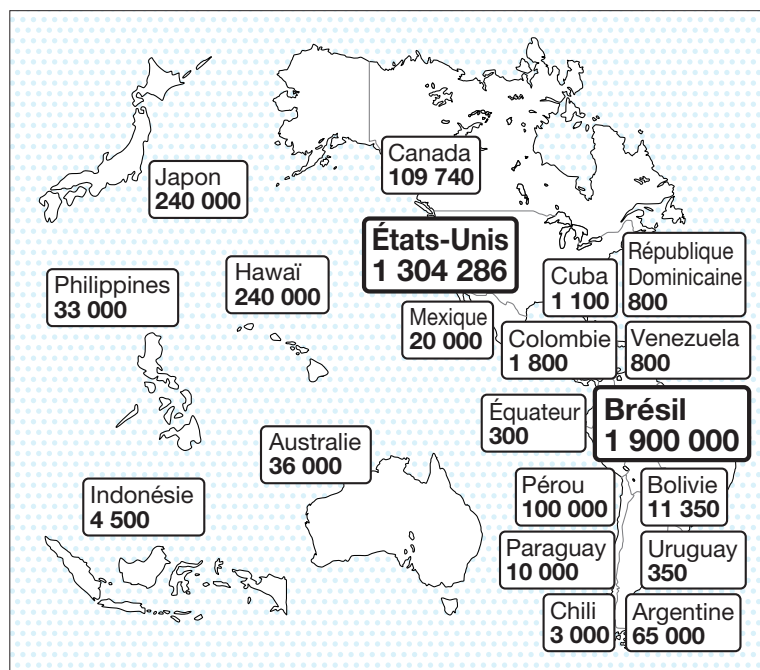 Canada
109 740
Japon
240 000
États-Unis
1 304 286
République
Dominicaine
800
Cuba
1 100
Hawaï
240 000
Philippines
33 000
Mexique
20 000
Colombie
1 800
Venezuela
800
Équateur
300
Brésil
1 900 000
Australie
36 000
Indonésie
4 500
Pérou
100 000
Bolivie
11 350
Paraguay
10 000
Uruguay
350
Chili
3 000
Argentine
65 000